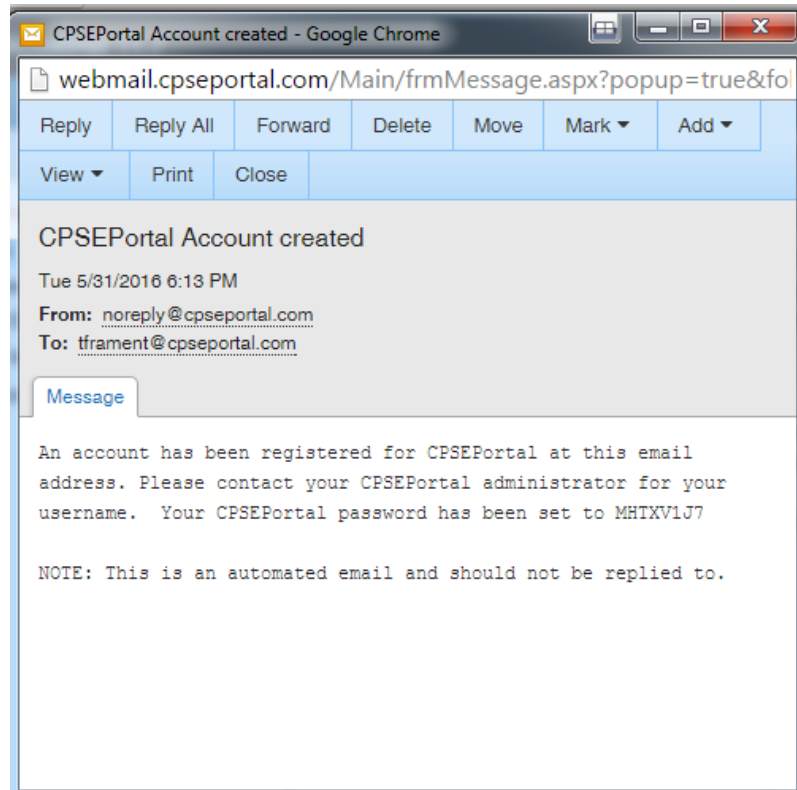 CPSEPortal Account created - Google Chrome
webmail.cpseportal.com/Main/frmMessage.aspx?popup=true&fol
Reply Reply All Forward Delete Move Mark Add
View Print Close
CPSEPortal Account created
Tue 5/31/2016 6:13 PM
From: noreply@cpseportal.com
To: tframent@cpseportal.com
Message
An account has been registered for CPSEPortal at this email
address. Please contact your CPSEPortal administrator for your
username.  Your CPSEPortal password has been set to MHTXV1J7
NOTE: This is an automated email and should not be replied to.